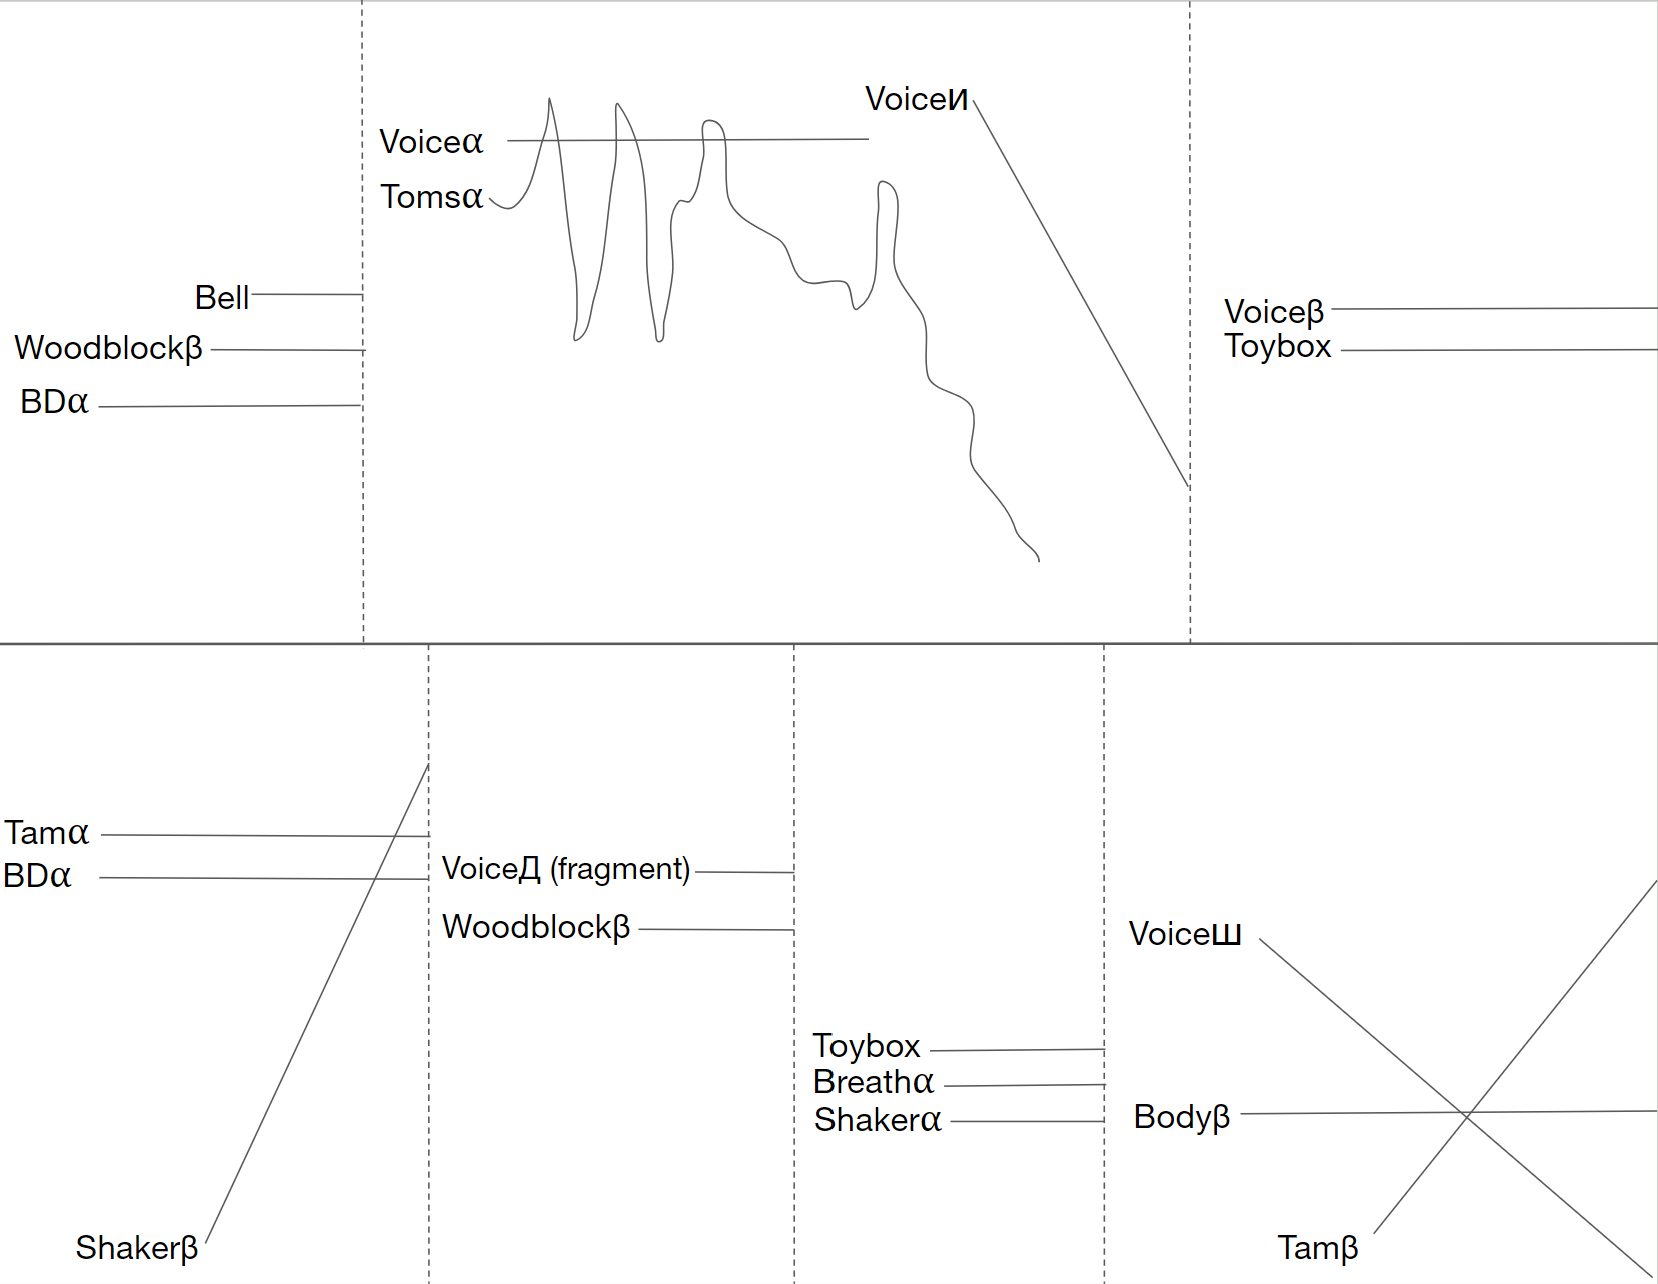 Bell
Woodblockβ
BDα
Voiceα
Tomsα
Voiceи
Voiceβ
Toybox
Tamα
BDα
Shakerβ
VoiceД (fragment)
Woodblockβ
Toybox
Breathα
Shakerα
Voiceш
Bodyβ
Tamβ